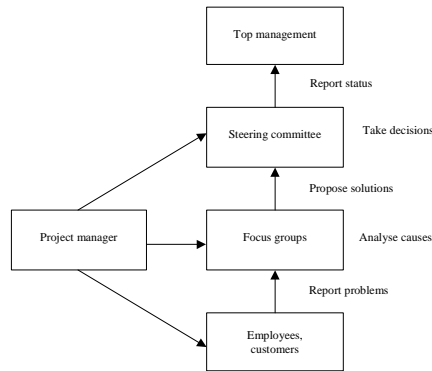 Top management
Report status
Steering committee
Take decisions
Propose solutions
Project manager
Focus groups
Analyse causes
Report problems
Employees,
customers